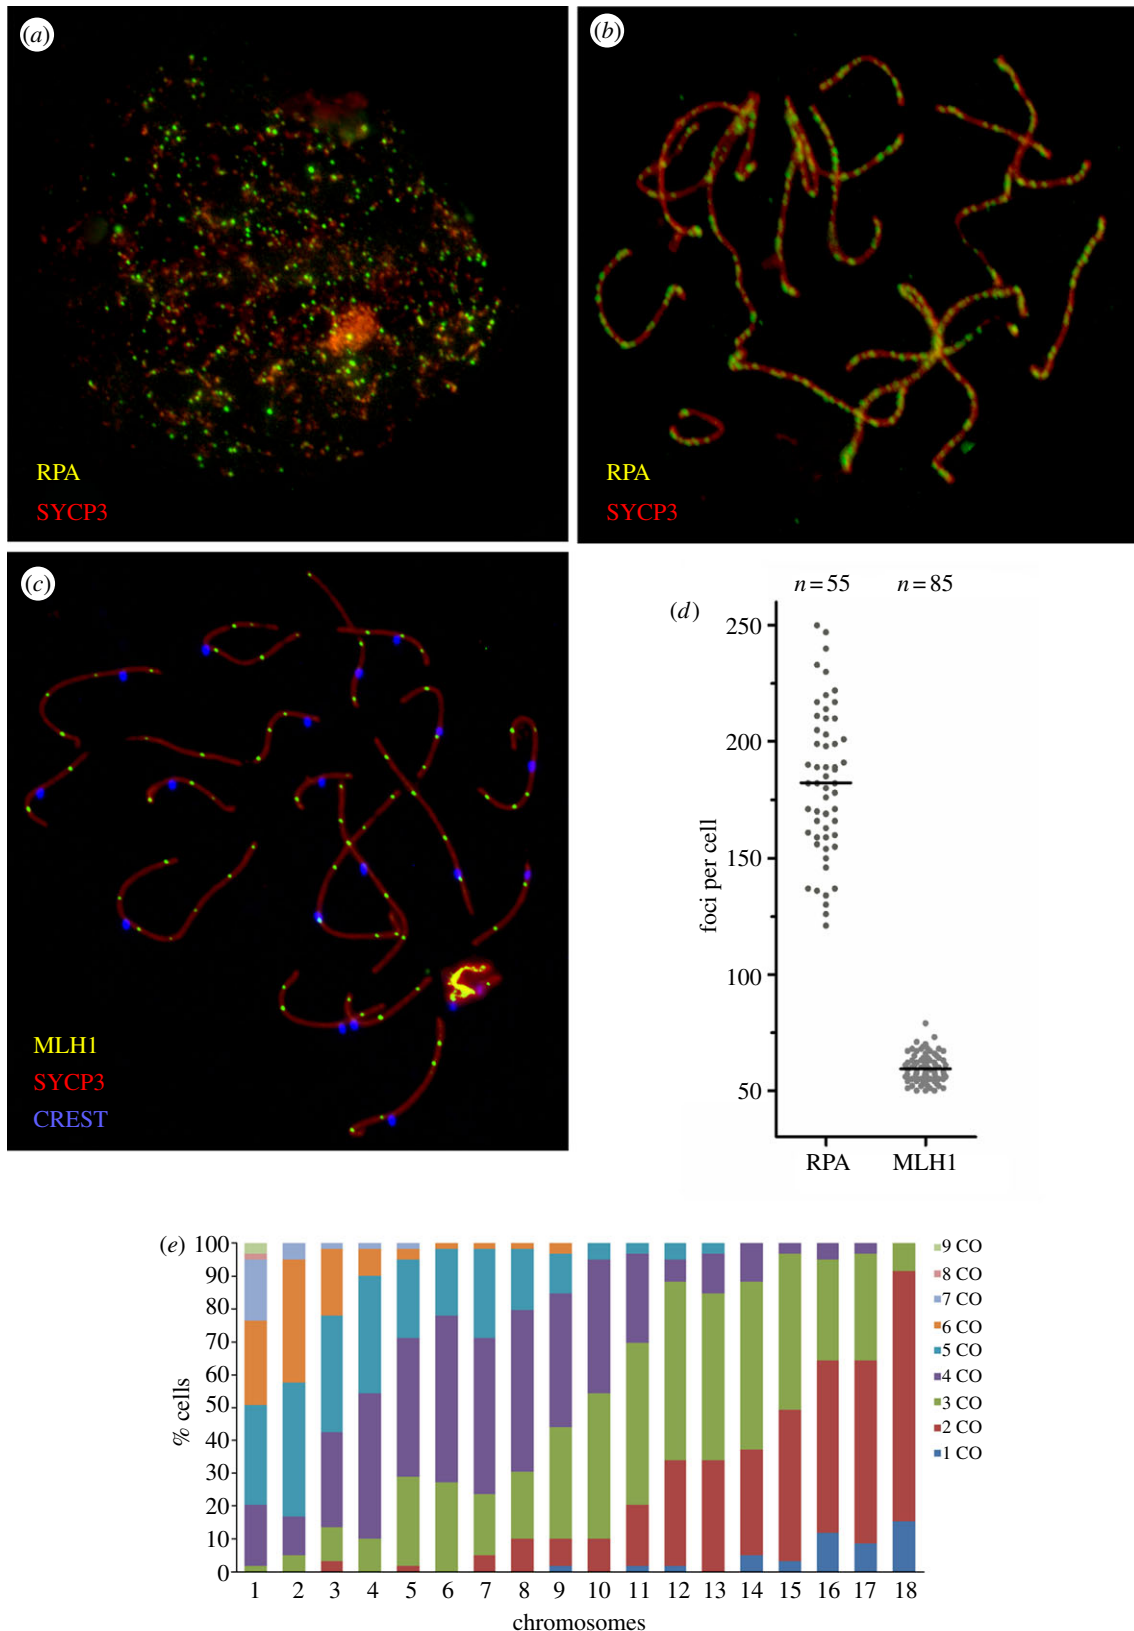 (a)
RPA
SYCP3
(b)
RPA
SYCP3
(c)
MLH1
SYCP3
CREST
(d)
n=55 n=85
foci per cell
250
200
150
100
50
RPA MLH1
(e)
% cells
100
90
80
70
60
50
40
30
20
10
0
1 2 3 4 5 6 7 8 9 10 11 12 13 14 15 16 17 18
chromosomes
9 CO
8 CO
7 CO
6 CO
5 CO
4 CO
3 CO
2 CO
1 CO